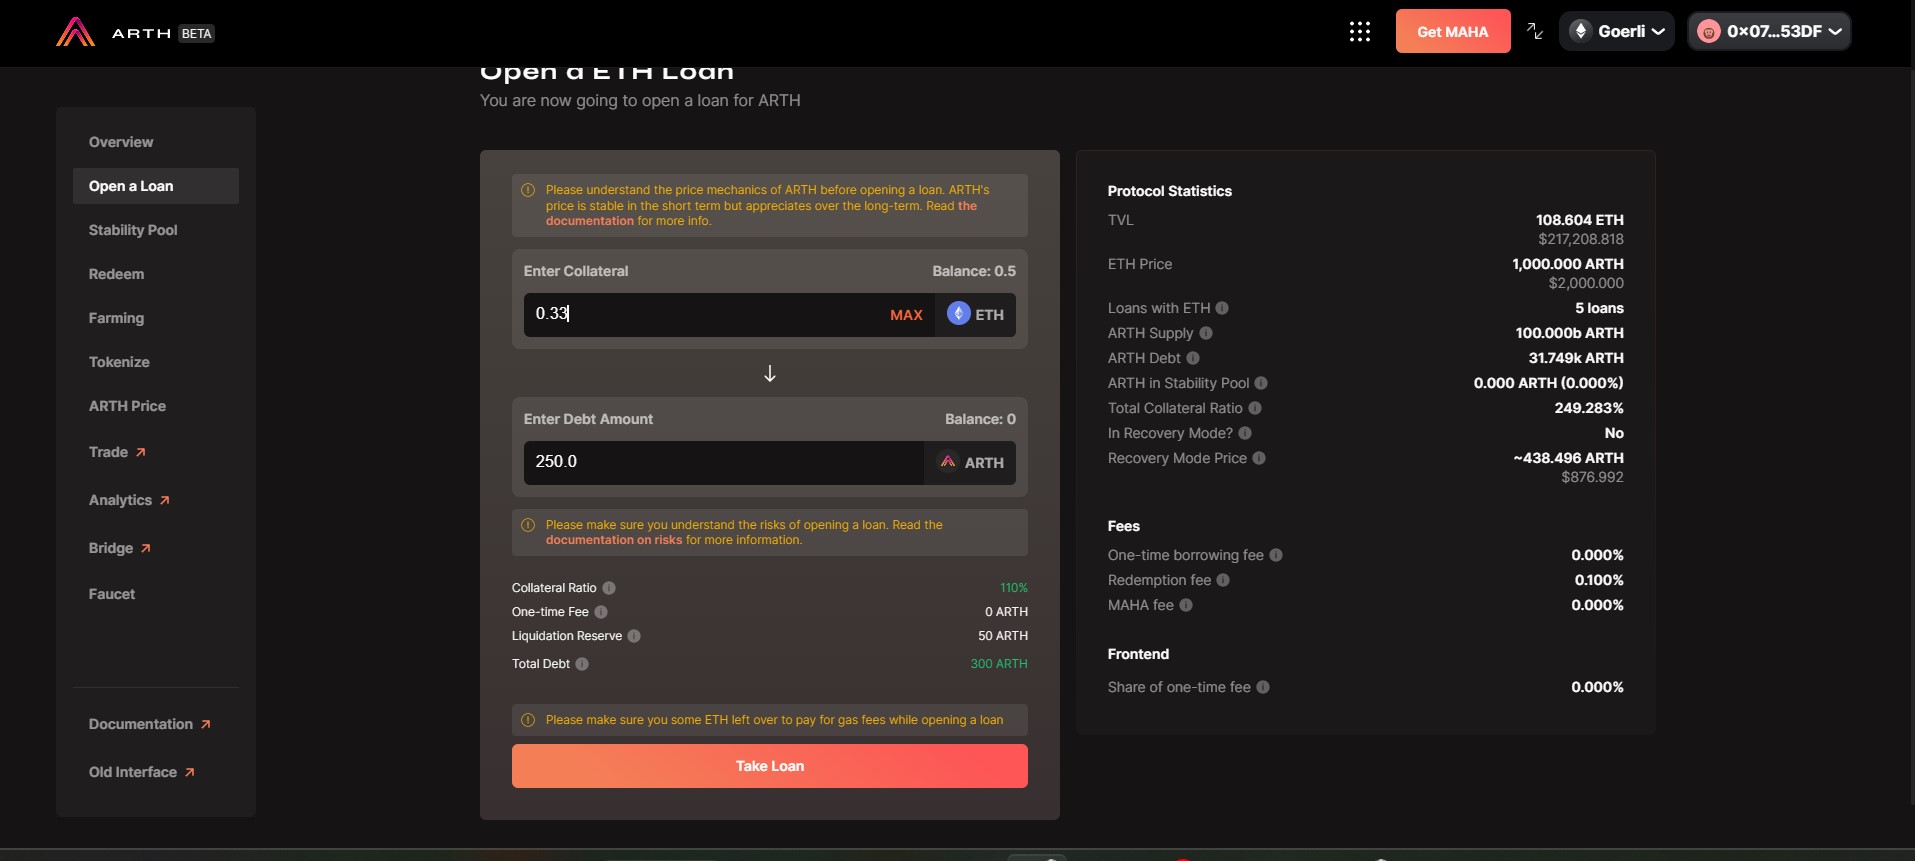 ARTH BETA
Get MAHA
Goerli
0×07...53DF
Open a ETH Loan
You are now going to open a loan for ARTH
Overview
Open a Loan
Stability Pool
Redeem
Farming
Tokenize
ARTH Price
Trade
Analytics
Bridge
Faucet
Documentation
Old Interface
Please understand the price mechanics of ARTH before opening a loan. ARTH's
price is stable in the short term but appreciates over the long-term. Read the
documentation for more info.
Enter Collateral Balance: 0.5
0.33 MAX ETH
Enter Debt Amount Balance: 0
250.0 ARTH
Please make sure you understand the risks of opening a loan. Read the
documentation on risks for more information.
Collateral Ratio 110%
One-time Fee 0 ARTH
Liquidation Reserve 50 ARTH
Total Debt 300 ARTH
Please make sure you some ETH left over to pay for gas fees while opening a loan
Take Loan
Protocol Statistics
TVL 108.604 ETH
$217,208.818
ETH Price 1,000.000 ARTH
$2,000.000
Loans with ETH 5 loans
ARTH Supply 100.000b ARTH
ARTH Debt 31.749k ARTH
ARTH in Stability Pool 0.000 ARTH (0.000%)
Total Collateral Ratio 249.283%
In Recovery Mode? No
Recovery Mode Price ~438.496 ARTH
$876.992
Fees
One-time borrowing fee 0.000%
Redemption fee 0.100%
MAHA fee 0.000%
Frontend
Share of one-time fee 0.000%